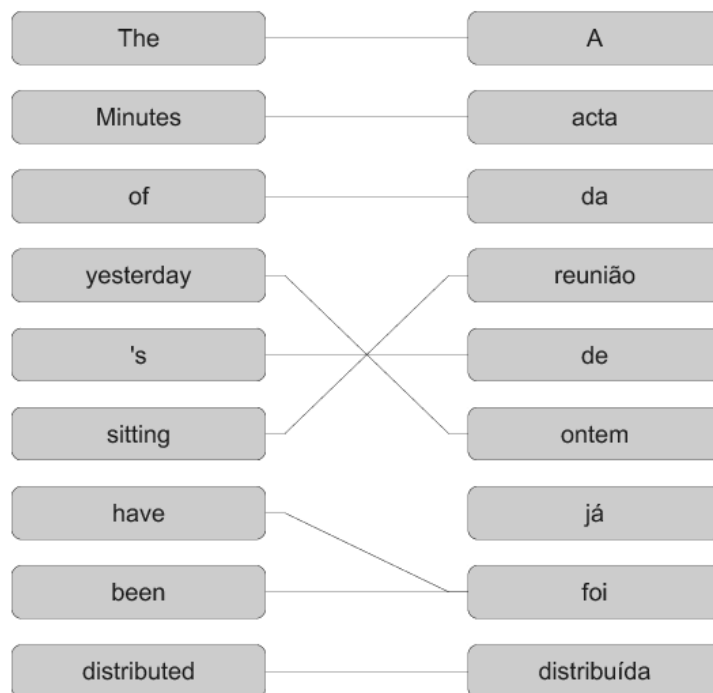 The A
Minutes acta
of da
yesterday reunião
's de
sitting ontem
have já
been foi
distributed distribuída